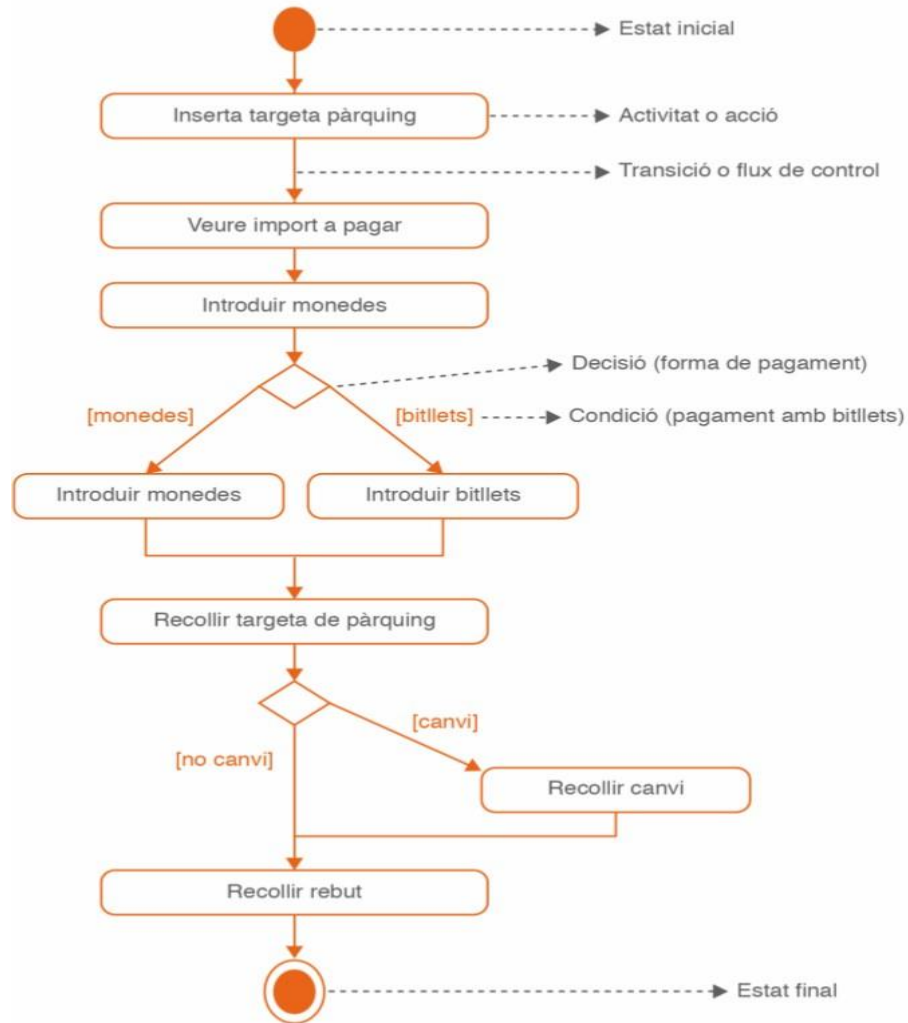 Estat inicial
Inserta targeta pàrquing
Activitat o acció
Transició o flux de control
Veure import a pagar
Introduir monedes
Decisió (forma de pagament)
[monedes]
[bitllets]
Condició (pagament amb bitllets)
Introduir monedes
Introduir bitllets
Recollir targeta de pàrquing
[canvi]
[no canvi]
Recollir canvi
Recollir rebut
Estat final